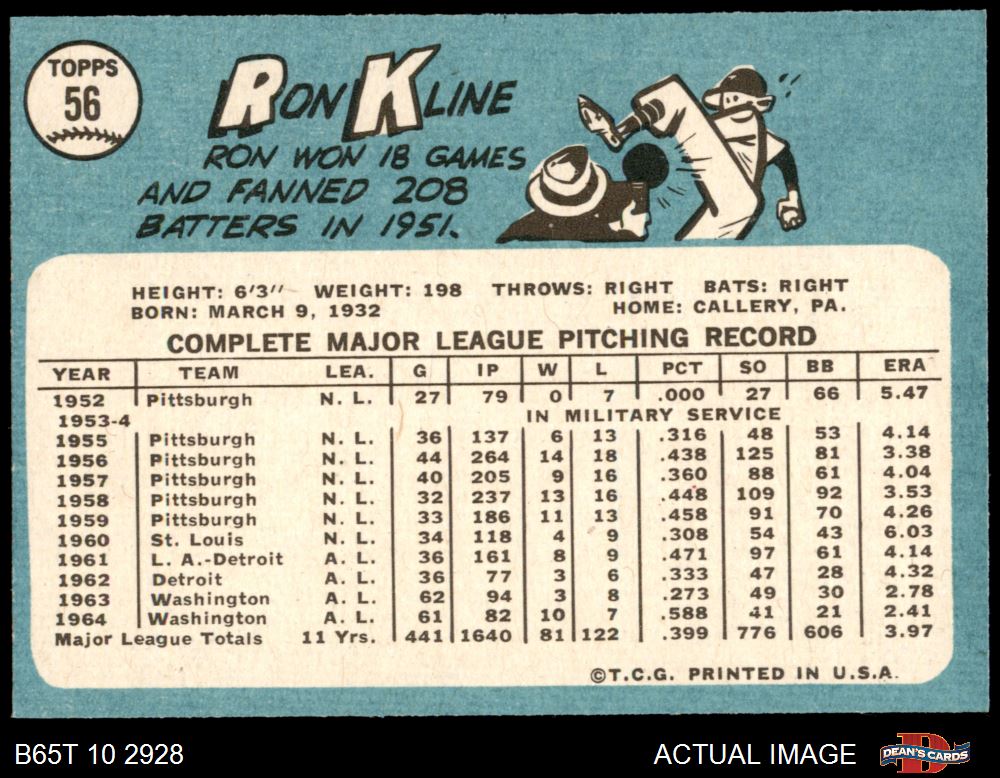 TOPPS
56
RON KLINE
RON WON 18 GAMES
AND FANNED 208
BATTERS IN 1951.
HEIGHT: 6'3" WEIGHT: 198 THROWS: RIGHT BATS: RIGHT
BORN: MARCH 9, 1932 HOME: CALLERY, PA.
COMPLETE MAJOR LEAGUE PITCHING RECORD
YEAR TEAM LEA. G IP W L PCT SO BB ERA
1952 Pittsburgh N. L. 27 79 0 7 .000 27 66 5.47
1953-4 IN MILITARY SERVICE
1955 Pittsburgh N. L. 36 137 6 13 .316 48 53 4.14
1956 Pittsburgh N. L. 44 264 14 18 .438 125 81 3.38
1957 Pittsburgh N. L. 40 205 9 16 .360 88 61 4.04
1958 Pittsburgh N. L. 32 237 13 16 .448 109 92 3.53
1959 Pittsburgh N. L. 33 186 11 13 .458 91 70 4.26
1960 St. Louis N. L. 34 118 4 9 .308 54 43 6.03
1961 L. A.-Detroit A. L. 36 161 8 9 .471 97 61 4.14
1962 Detroit A. L. 36 77 3 6 .333 47 28 4.32
1963 Washington A. L. 62 94 3 8 .273 49 30 2.78
1964 Washington A. L. 61 82 10 7 .588 41 21 2.41
Major League Totals 11 Yrs. 441 1640 81 122 .399 776 606 3.97
©T.C.G. PRINTED IN U.S.A.
B65T 10 2928 ACTUAL IMAGE DEAN'S CARDS